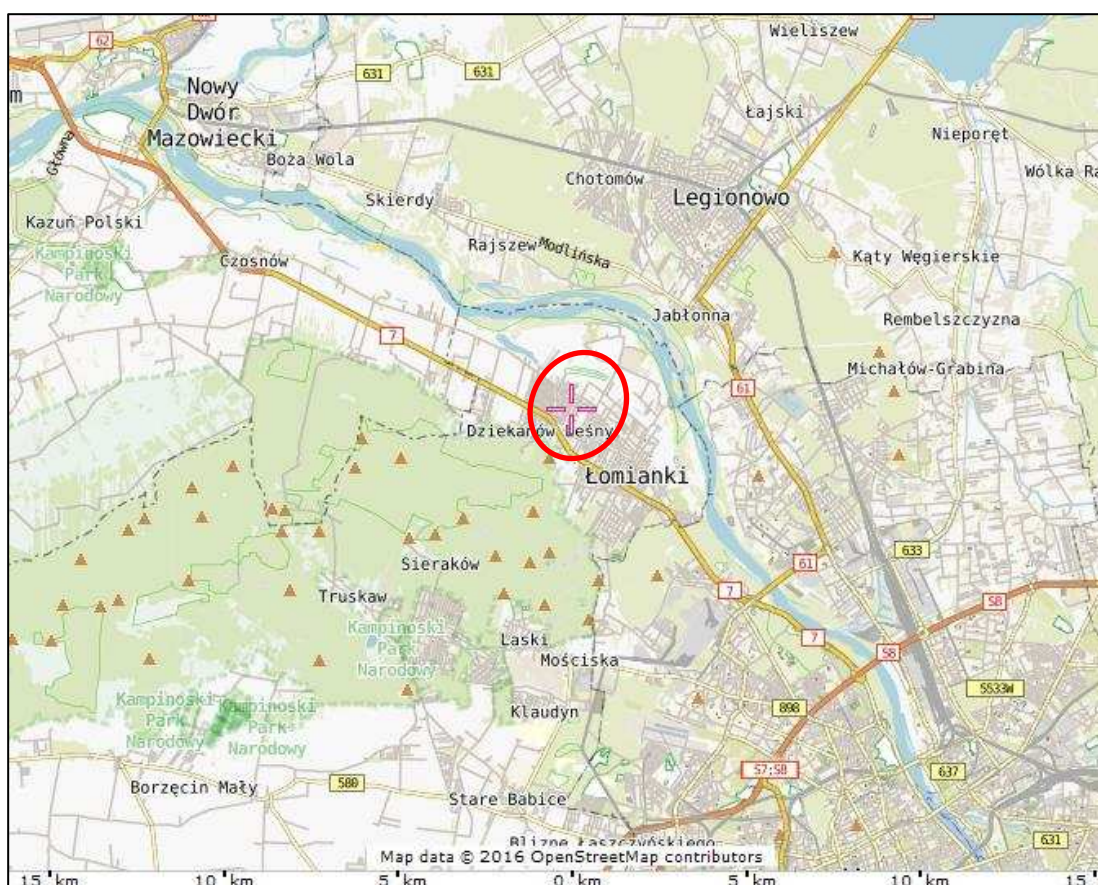 62
Wieliszew
631
631
Nowy
Dwór
Mazowiecki
m
Łajski
Nieporęt
Główna
Boża Wola
Chotomów
Wólka Ra
Skierdy
Legionowo
Kazuń Polski
Rajszew
Modlińska
Kampinoski
Park
Narodowy
Czosnów
Kąty Węgierskie
Jabłonna
Rembelszczyzna
7
Michałów-Grabina
61
Dziekanów Leśny
Łomianki
633
Sieraków
61
7
S8
Truskaw
Kampinoski
Park
Narodowy
Laski
7
Mościska
S8
5533W
Klaudyn
898
Kampinoski
Park
Narodowy
Kampinoski
Park
Narodowy
S7;S8
637
Borzęcin Mały
580
Stare Babice
631
Blizne Łaszczyńskiego
Map data © 2016 OpenStreetMap contributors
15 km
10 km
5 km
0 km
5 km
10 km
15